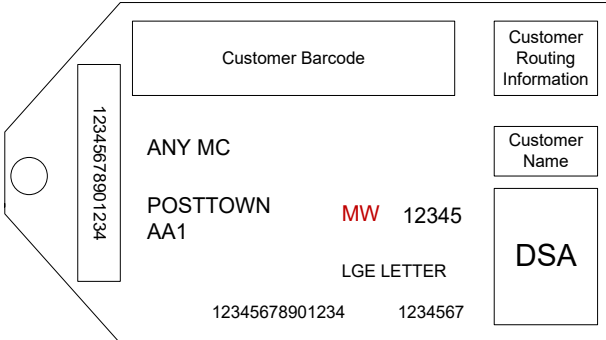 Customer Barcode
Customer
Routing
Information
12345678901234
ANY MC
Customer
Name
POSTTOWN
AA1
MW 12345
DSA
LGE LETTER
12345678901234 1234567